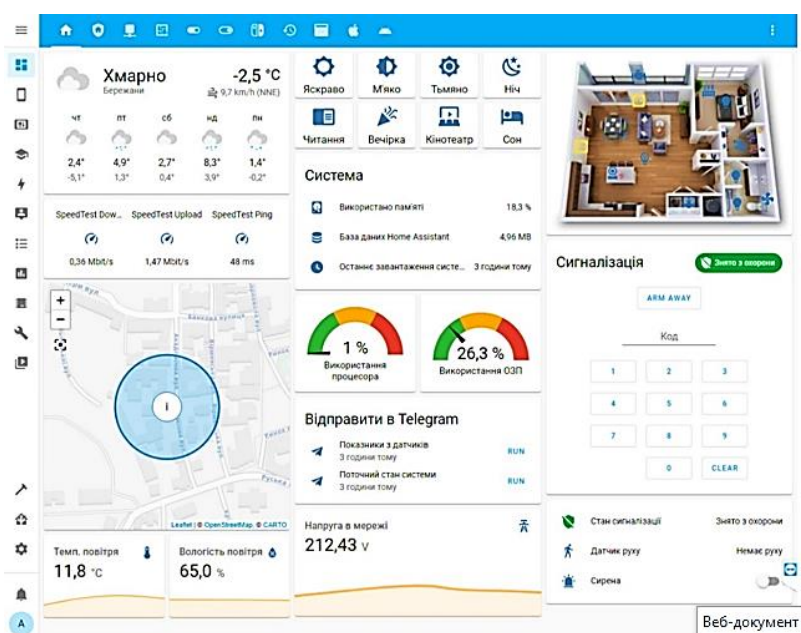 Хмарно
Бережани
-2,5 °C
9,7 km/h (NNE)
чт пт сб нд пн
2,4° 4,9° 2,7° 8,3° 1,4°
-5,1° 1,3° 0,4° 3,9° -0,2°
SpeedTest Dow... SpeedTest Upload SpeedTest Ping
0,36 Mbit/s 1,47 Mbit/s 48 ms
+
−
Leaflet | © OpenStreetMap, © CARTO
Темп. повітря
11,8 °C
Вологість повітря
65,0 %
Яскраво М'яко Тьмяно Ніч
Читання Вечірка Кінотеатр Сон
Система
Використано пам'яті 18,3 %
База даних Home Assistant 4,96 MB
Останнє завантаження систе... 3 години тому
1 %
Використання
процесора
26,3 %
Використання ОЗП
Відправити в Telegram
Показники з датчиків
3 години тому
RUN
Поточний стан системи
3 години тому
RUN
Напруга в мережі
212,43 V
Сигналізація
Знято з охорони
ARM AWAY
Код
1 2 3
4 5 6
7 8 9
0 CLEAR
Стан сигналізації Знято з охорони
Датчик руху Немає руху
Сирена
A
Веб-документ